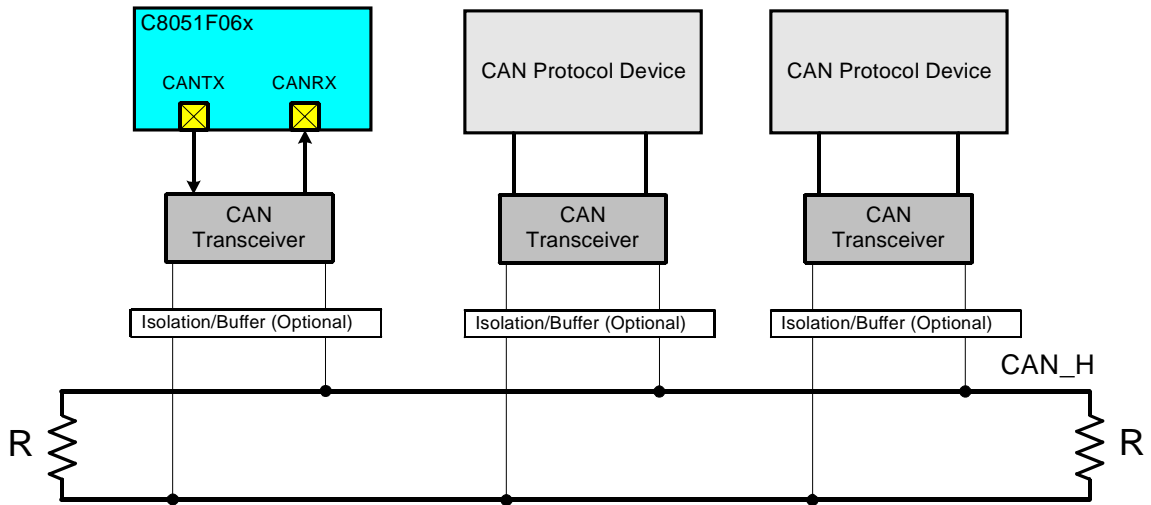 C8051F06x
CANTX
CANRX
CAN Protocol Device
CAN Protocol Device
CAN
Transceiver
CAN
Transceiver
CAN
Transceiver
Isolation/Buffer (Optional)
Isolation/Buffer (Optional)
Isolation/Buffer (Optional)
CAN_H
R
R